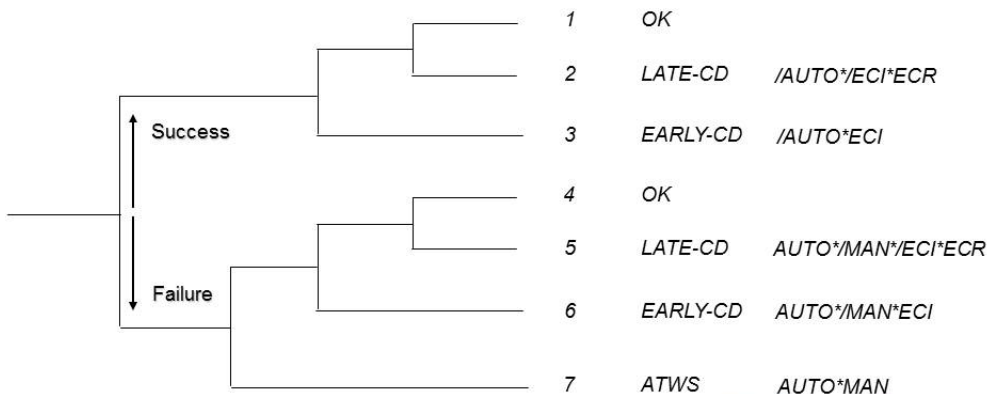 1 OK
2 LATE-CD /AUTO*/ECI*ECR
Success
3 EARLY-CD /AUTO*ECI
4 OK
5 LATE-CD AUTO*/MAN*/ECI*ECR
Failure
6 EARLY-CD AUTO*/MAN*ECI
7 ATWS AUTO*MAN